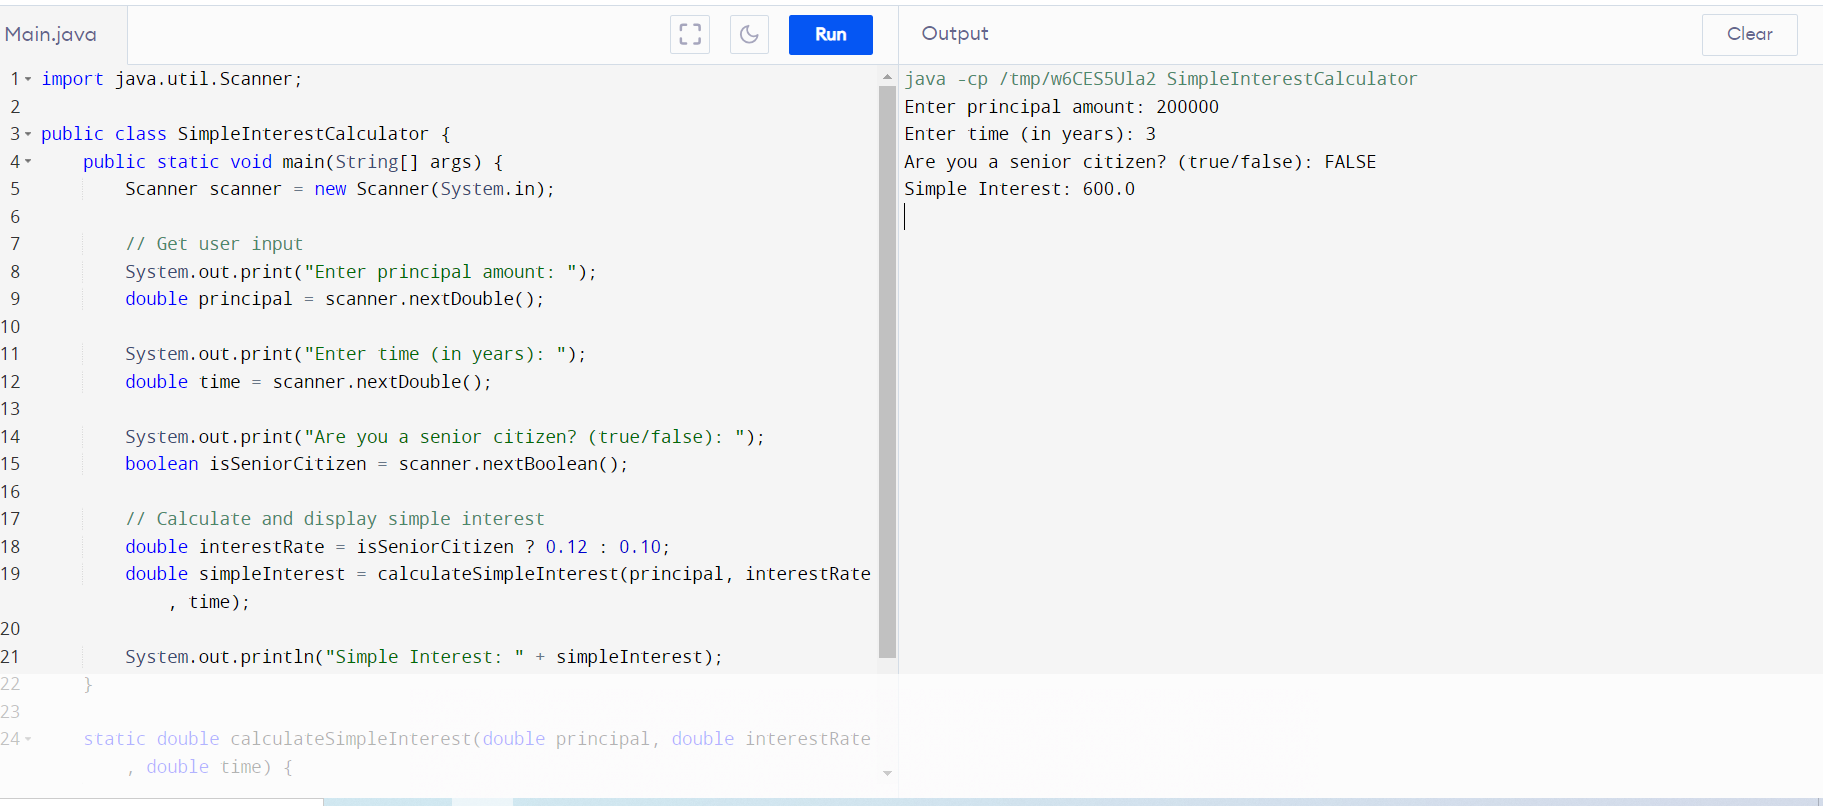 Main.java
Run
1 import java.util.Scanner;
2
3 public class SimpleInterestCalculator {
4     public static void main(String[] args) {
5         Scanner scanner = new Scanner(System.in);
6
7         // Get user input
8         System.out.print("Enter principal amount: ");
9         double principal = scanner.nextDouble();
10
11         System.out.print("Enter time (in years): ");
12         double time = scanner.nextDouble();
13
14         System.out.print("Are you a senior citizen? (true/false): ");
15         boolean isSeniorCitizen = scanner.nextBoolean();
16
17         // Calculate and display simple interest
18         double interestRate = isSeniorCitizen ? 0.12 : 0.10;
19         double simpleInterest = calculateSimpleInterest(principal, interestRate
            , time);
20
21         System.out.println("Simple Interest: " + simpleInterest);
22     }
23
24     static double calculateSimpleInterest(double principal, double interestRate
        , double time) {
Output
Clear
java -cp /tmp/w6CES5Ula2 SimpleInterestCalculator
Enter principal amount: 200000
Enter time (in years): 3
Are you a senior citizen? (true/false): FALSE
Simple Interest: 600.0